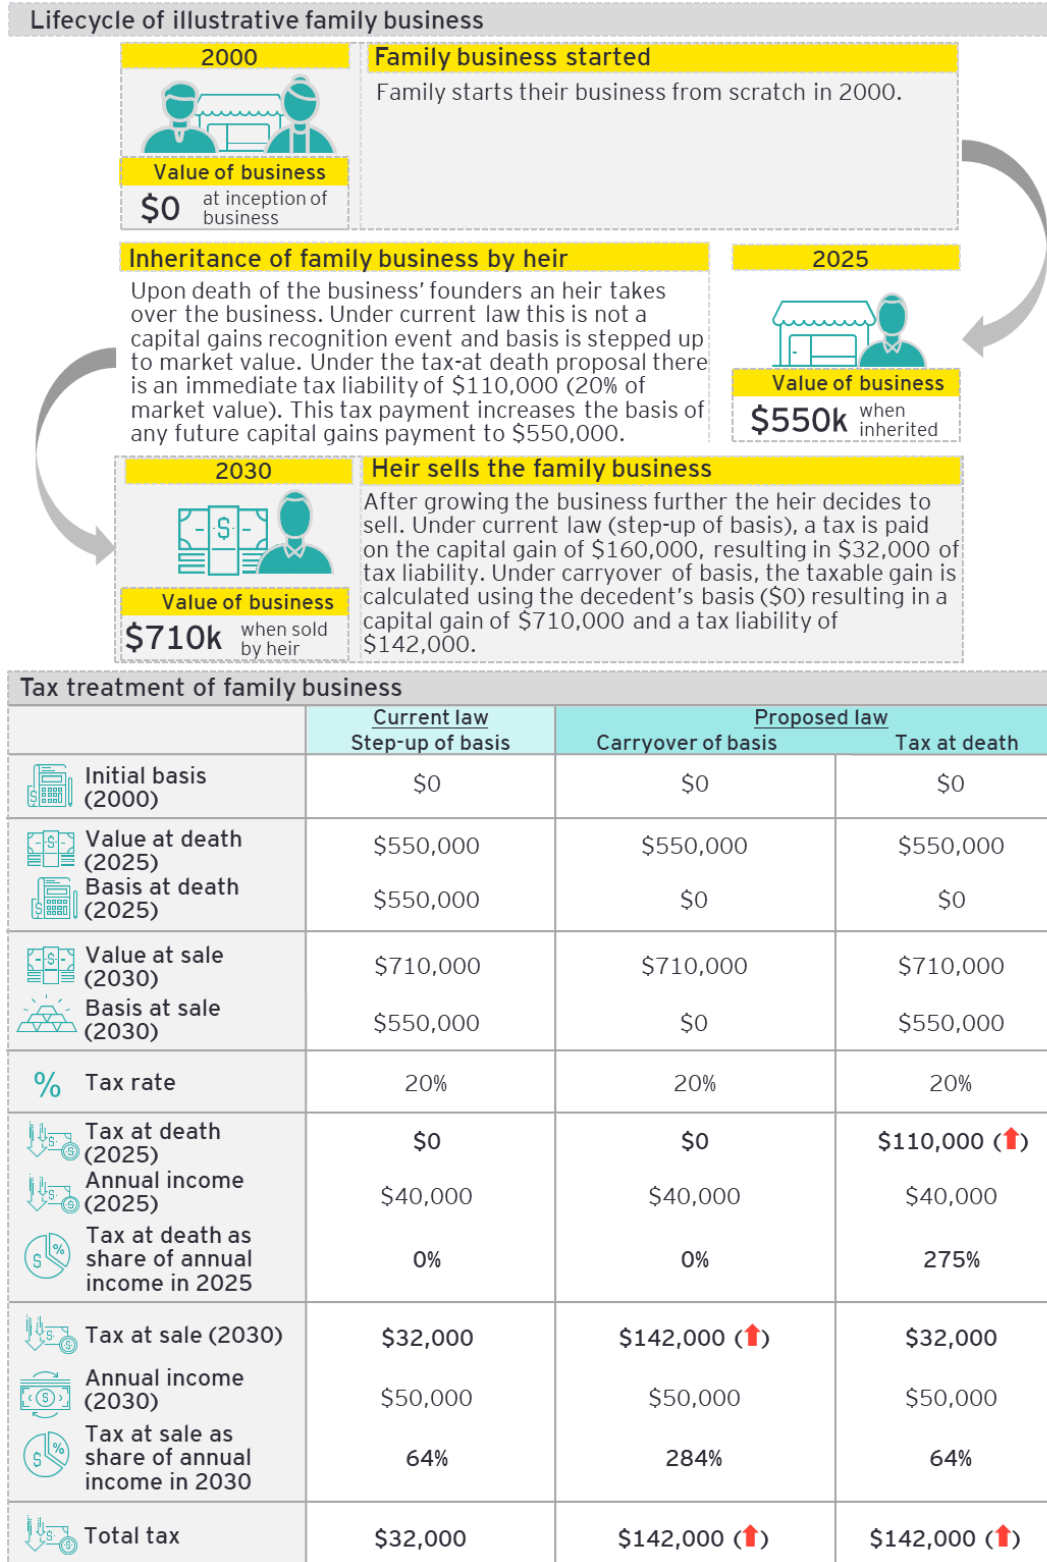 Lifecycle of illustrative family business
2000
Family business started
Family starts their business from scratch in 2000.
Value of business
$0 at inception of
business
Inheritance of family business by heir
Upon death of the business' founders an heir takes
over the business. Under current law this is not a
capital gains recognition event and basis is stepped up
to market value. Under the tax-at death proposal there
is an immediate tax liability of $110,000 (20% of
market value). This tax payment increases the basis of
any future capital gains payment to $550,000.
2025
Value of business
$550k when
inherited
2030
$
Value of business
$710k when sold
by heir
Heir sells the family business
After growing the business further the heir decides to
sell. Under current law (step-up of basis), a tax is paid
on the capital gain of $160,000, resulting in $32,000 of
tax liability. Under carryover of basis, the taxable gain is
calculated using the decedent's basis ($0) resulting in a
capital gain of $710,000 and a tax liability of
$142,000.
Tax treatment of family business
Current law Proposed law
Step-up of basis Carryover of basis Tax at death
Initial basis
(2000) $0 $0 $0
Value at death
(2025) $550,000 $550,000 $550,000
Basis at death
(2025) $550,000 $0 $0
Value at sale
(2030) $710,000 $710,000 $710,000
Basis at sale
(2030) $550,000 $0 $550,000
% Tax rate 20% 20% 20%
Tax at death
(2025) $0 $0 $110,000 (⬆)
Annual income
(2025) $40,000 $40,000 $40,000
Tax at death as
share of annual 0% 0% 275%
income in 2025
Tax at sale (2030) $32,000 $142,000 (⬆) $32,000
Annual income
(2030) $50,000 $50,000 $50,000
Tax at sale as
share of annual 64% 284% 64%
income in 2030
Total tax $32,000 $142,000 (⬆) $142,000 (⬆)